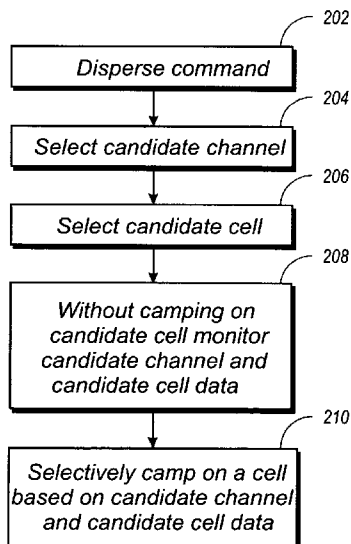 202
Disperse command
204
Select candidate channel
206
Select candidate cell
208
Without camping on
candidate cell monitor
candidate channel and
candidate cell data
210
Selectively camp on a cell
based on candidate channel
and candidate cell data